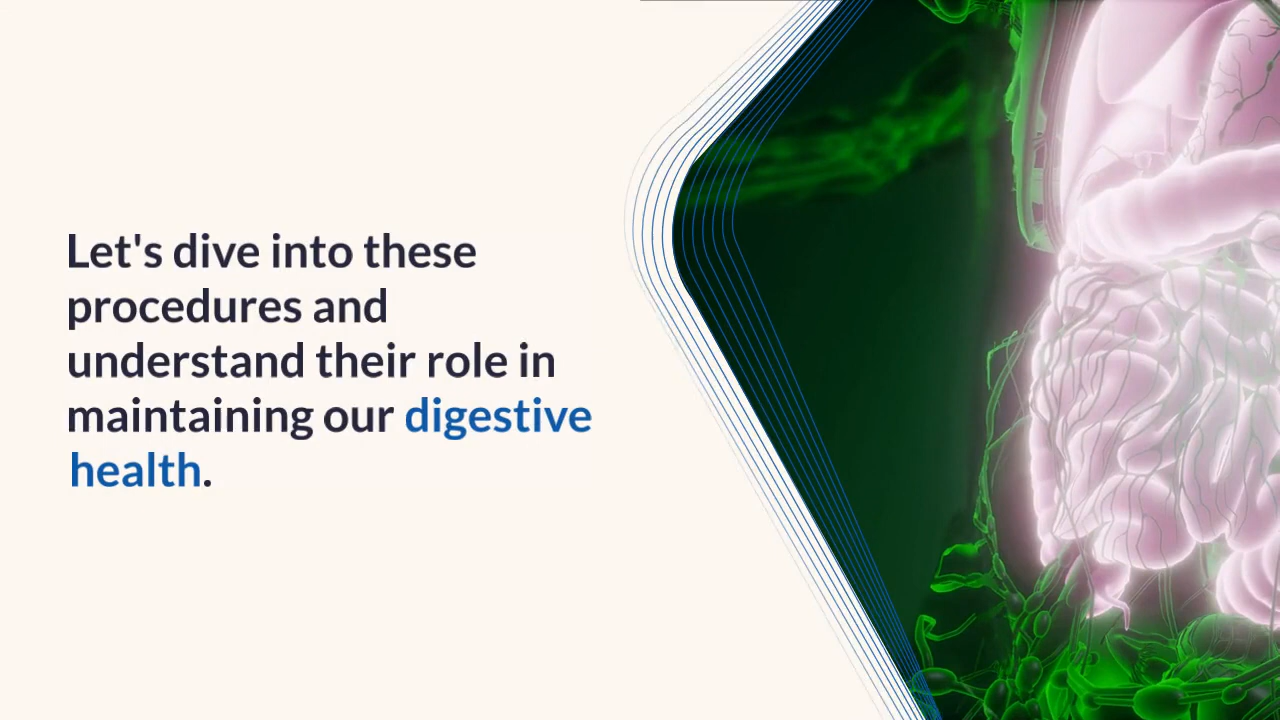 Let's dive into these
procedures and
understand their role in
maintaining our digestive
health.